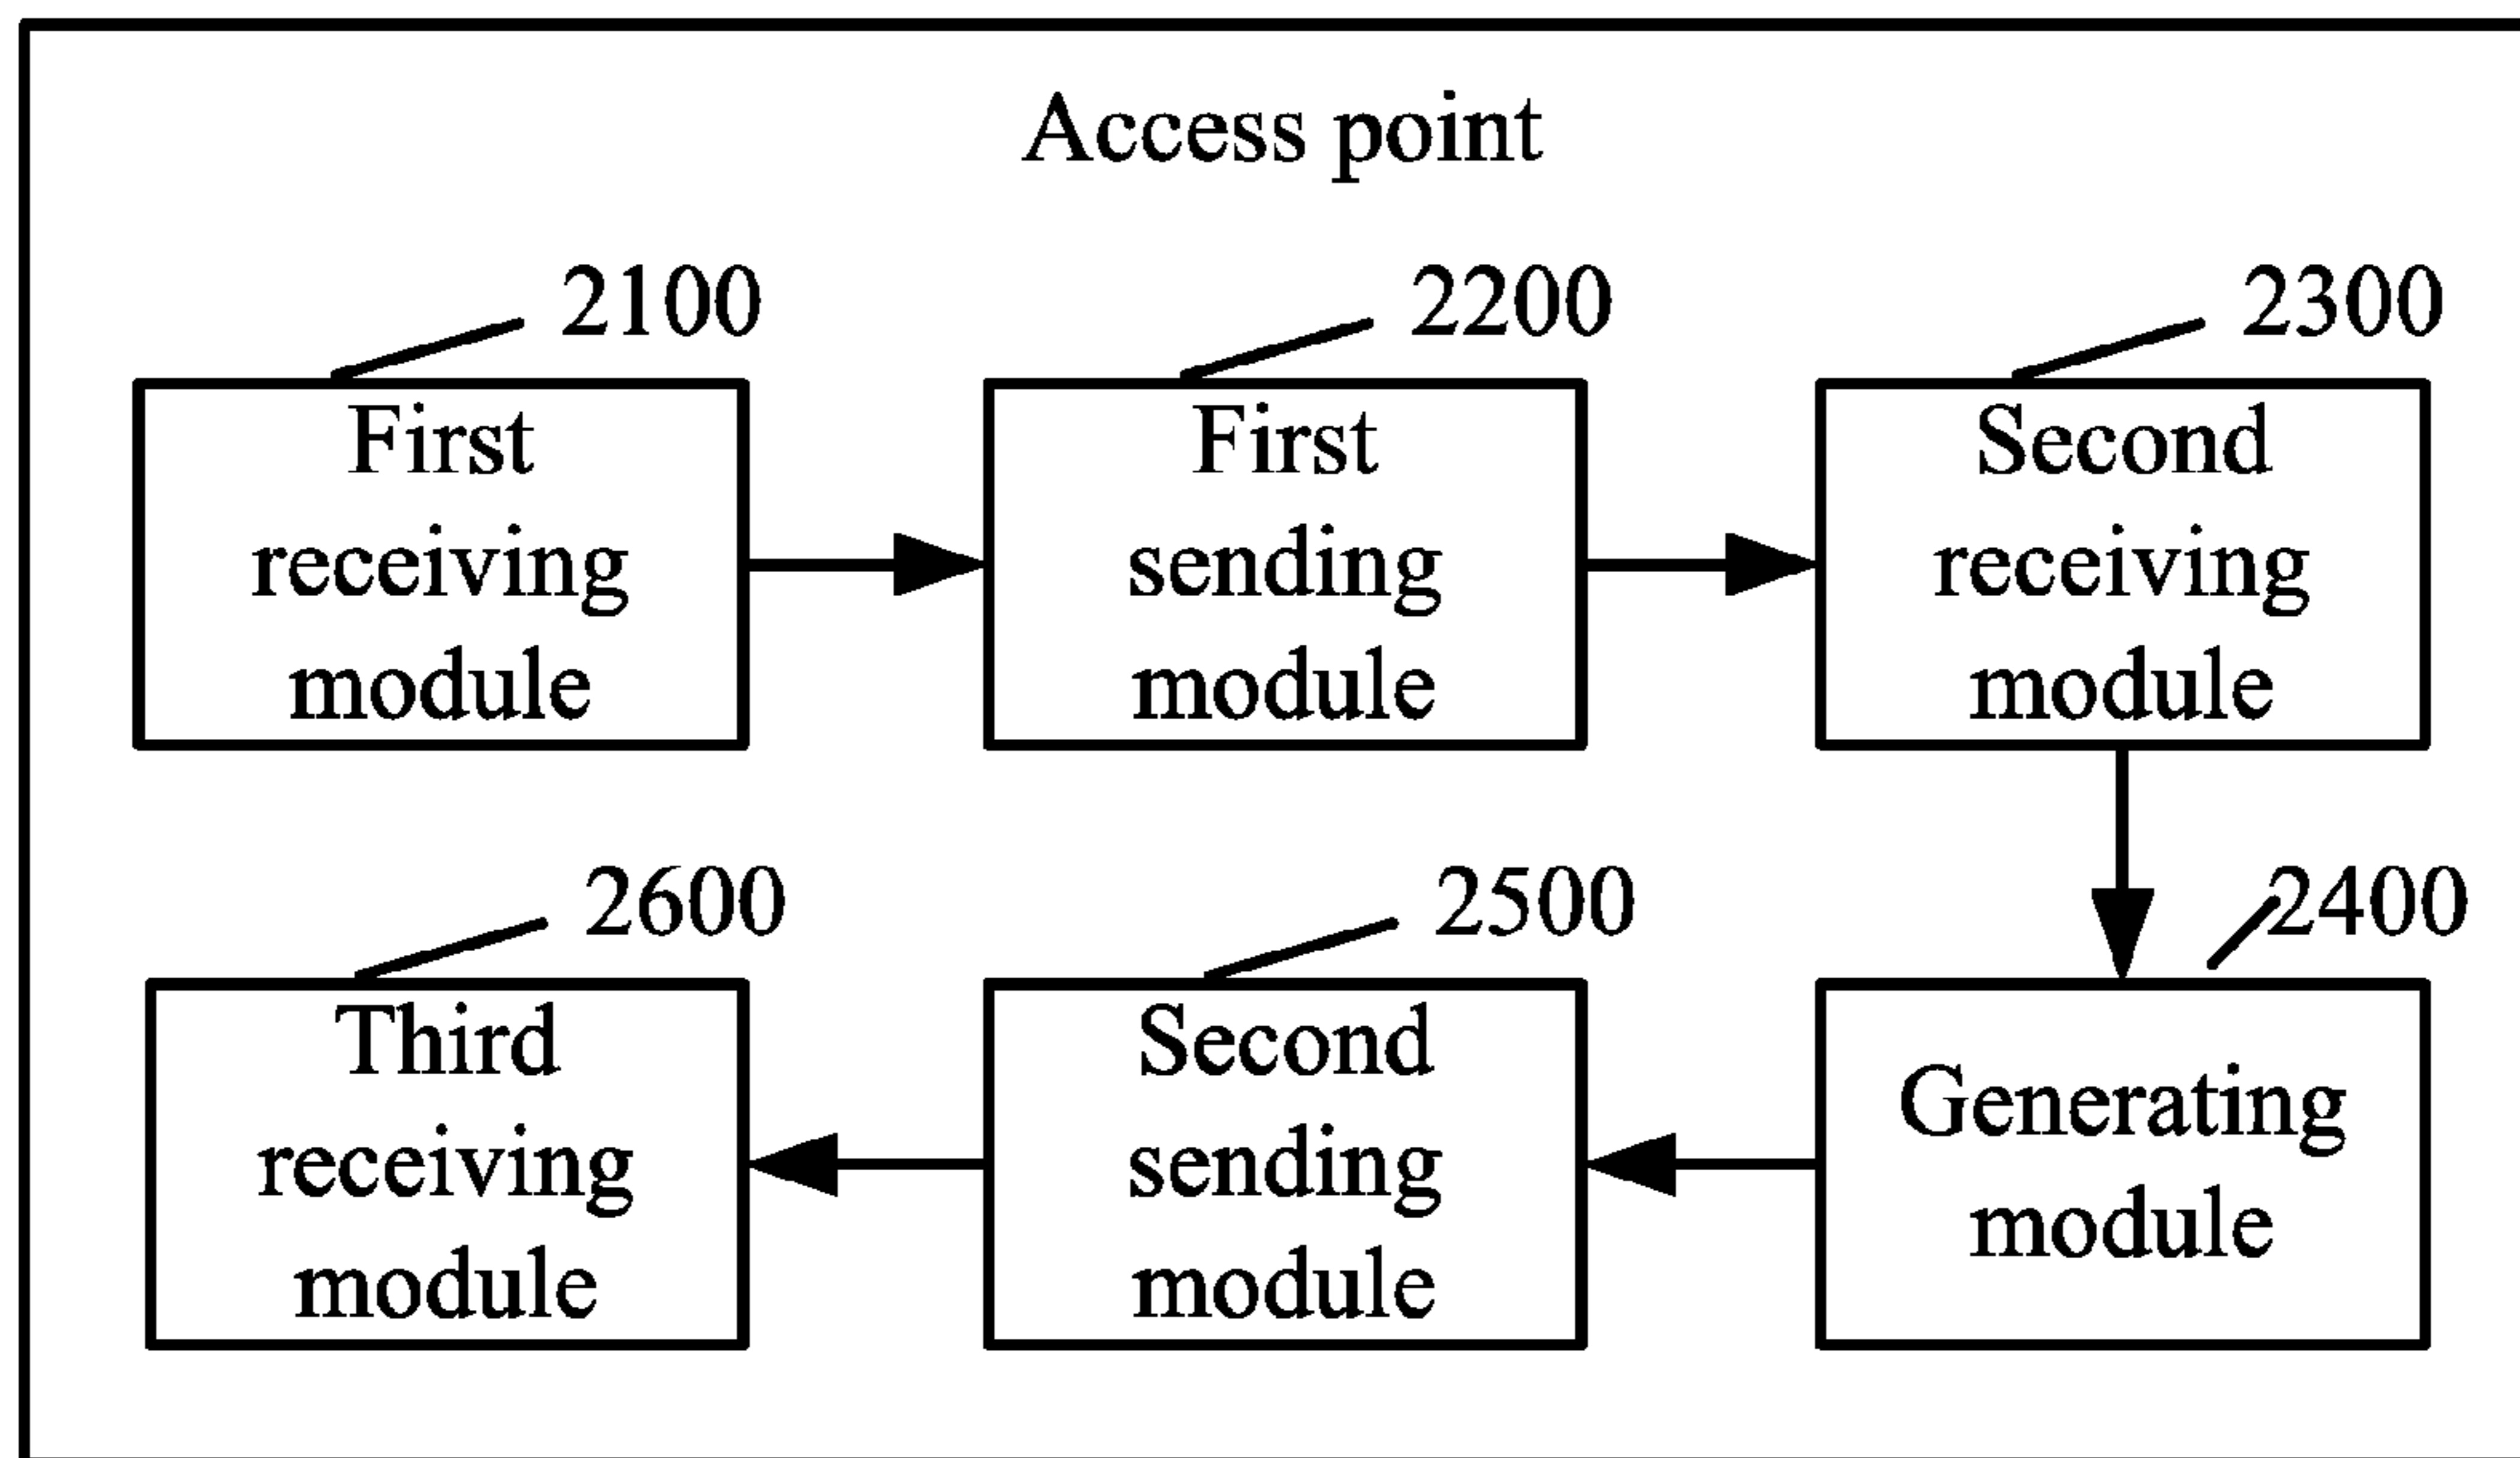 Access point
2100
First
receiving
module
2200
First
sending
module
2300
Second
receiving
module
2400
Generating
module
2500
Second
sending
module
2600
Third
receiving
module